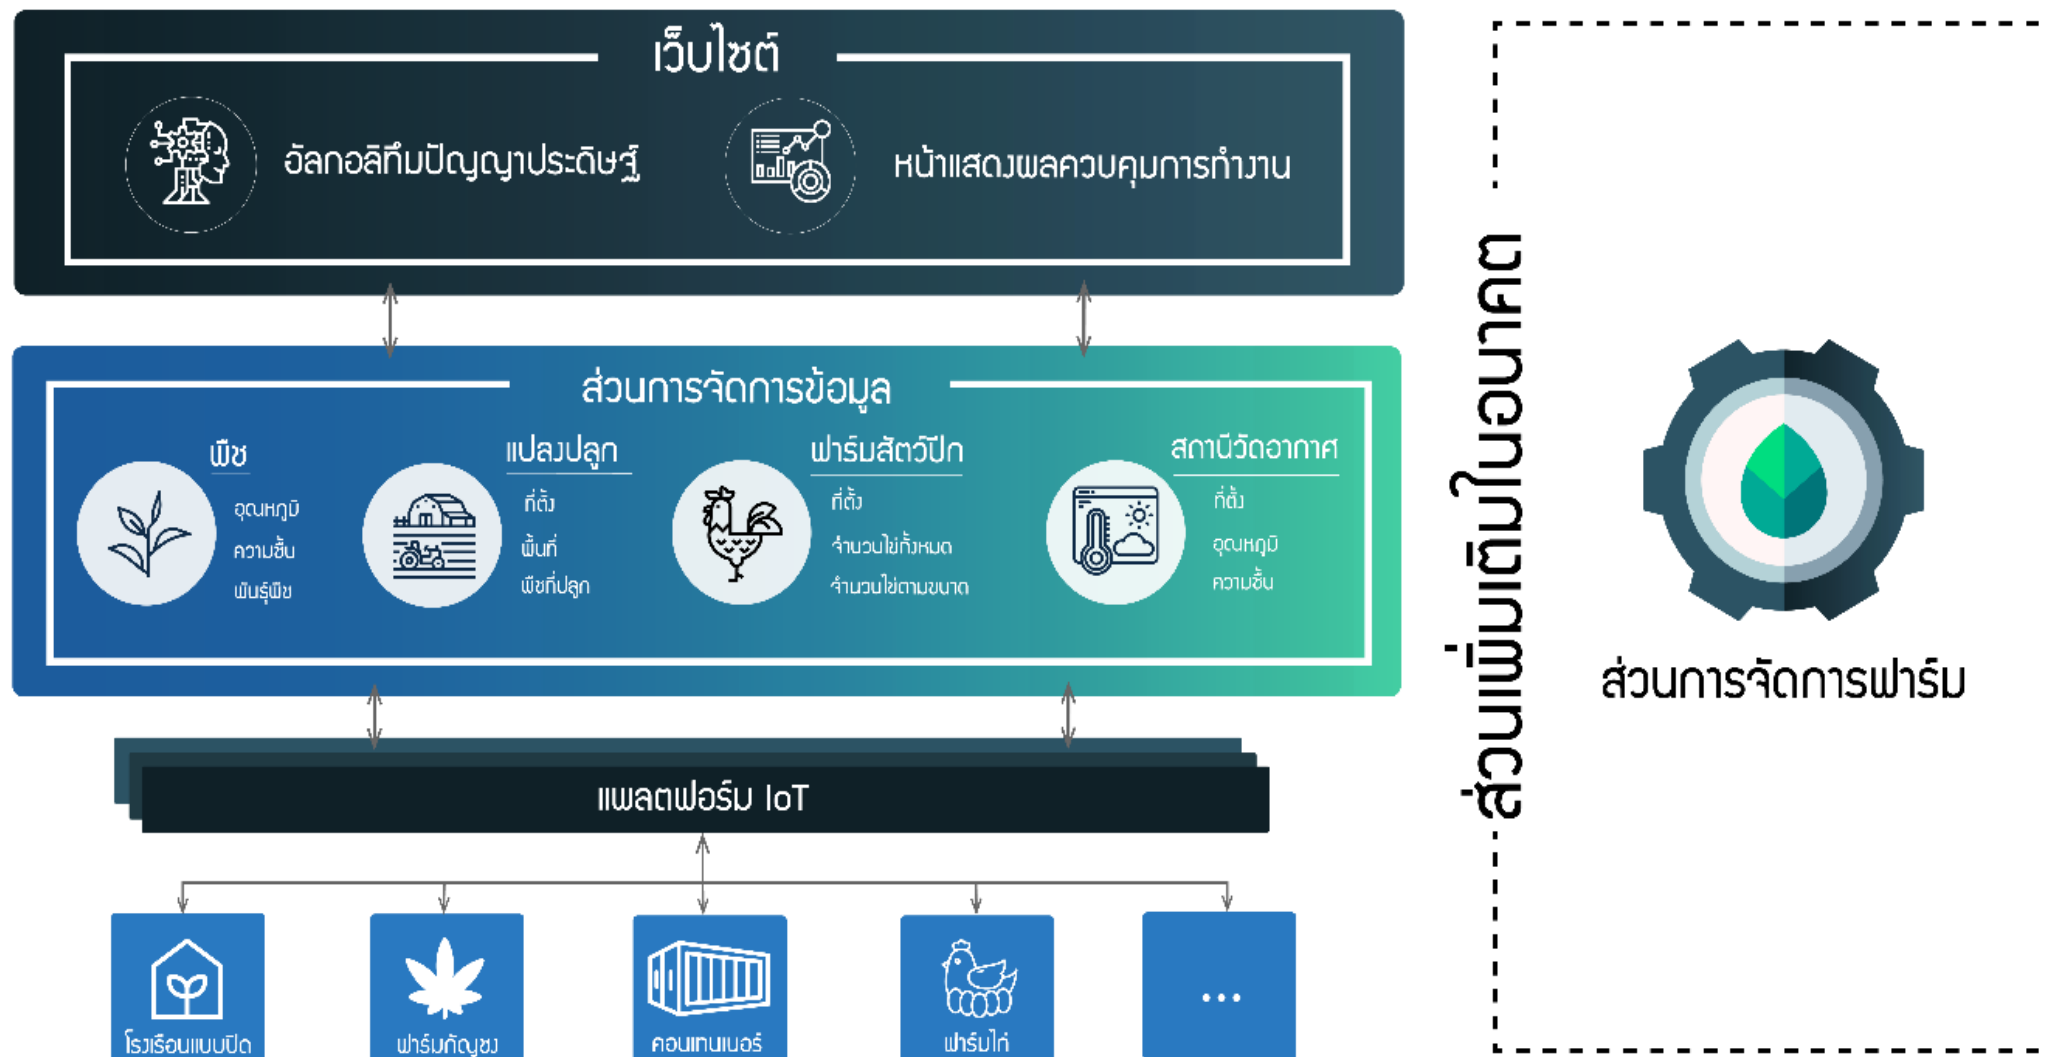 เว็บไซต์
อัลกอลิทึมปัญญาประดิษฐ์
หน้าแสดงผลควบคุมการทำงาน
ส่วนการจัดการข้อมูล
พืช
อุณหภูมิ
ความชื้น
พันธุ์พืช
แปลงปลูก
ที่ตั้ง
พื้นที่
พืชที่ปลูก
ฟาร์มสัตว์ปีก
ที่ตั้ง
จำนวนไข่ทั้งหมด
จำนวนไข่ตามขนาด
สถานีวัดอากาศ
ที่ตั้ง
อุณหภูมิ
ความชื้น
แพลตฟอร์ม IoT
โรงเรือนแบบปิด
ฟาร์มกัญชง
คอนเทนเนอร์
ฟาร์มไก่
...
ส่วนเพิ่มเติมในอนาคต
ส่วนการจัดการฟาร์ม